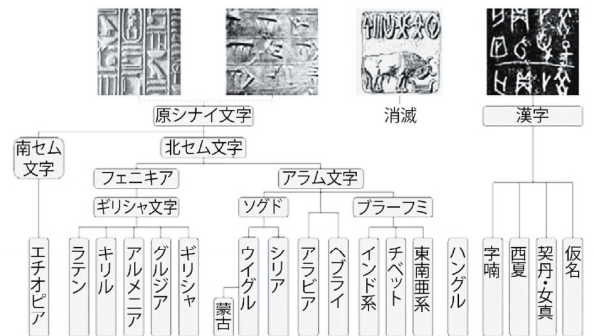 原シナイ文字
消滅
漢字
南セム
文字
北セム文字
フェニキア
アラム文字
ギリシャ文字
ソグド
ブラーフミ
エチオピア
ラテン
キリル
アルメニア
グルジア
ギリシャ
蒙古
ウイグル
シリア
アラビア
ヘブライ
インド系
チベット
東南亜系
ハングル
字喃
西夏
契丹・女真
仮名